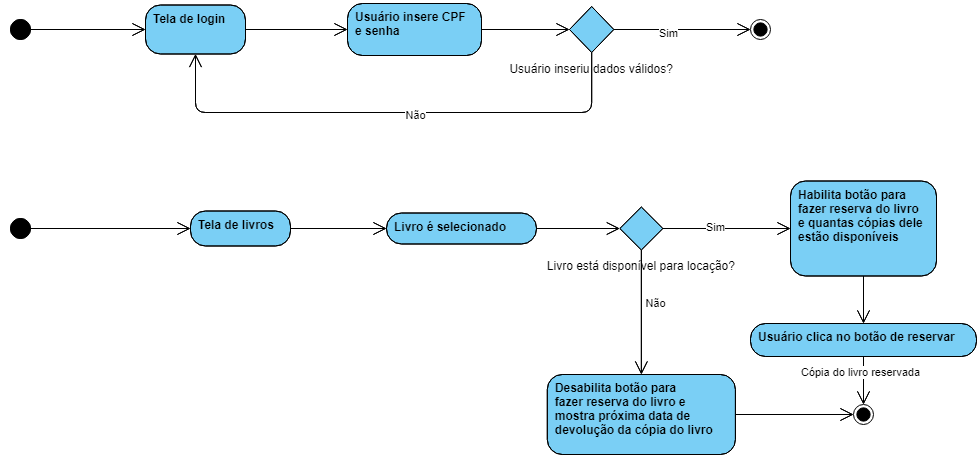 Tela de login
Usuário insere CPF
e senha
Sim
Usuário inseriu dados válidos?
Não
Tela de livros
Livro é selecionado
Sim
Livro está disponível para locação?
Habilita botão para
fazer reserva do livro
e quantas cópias dele
estão disponíveis
Não
Usuário clica no botão de reservar
Cópia do livro reservada
Desabilita botão para
fazer reserva do livro e
mostra próxima data de
devolução da cópia do livro